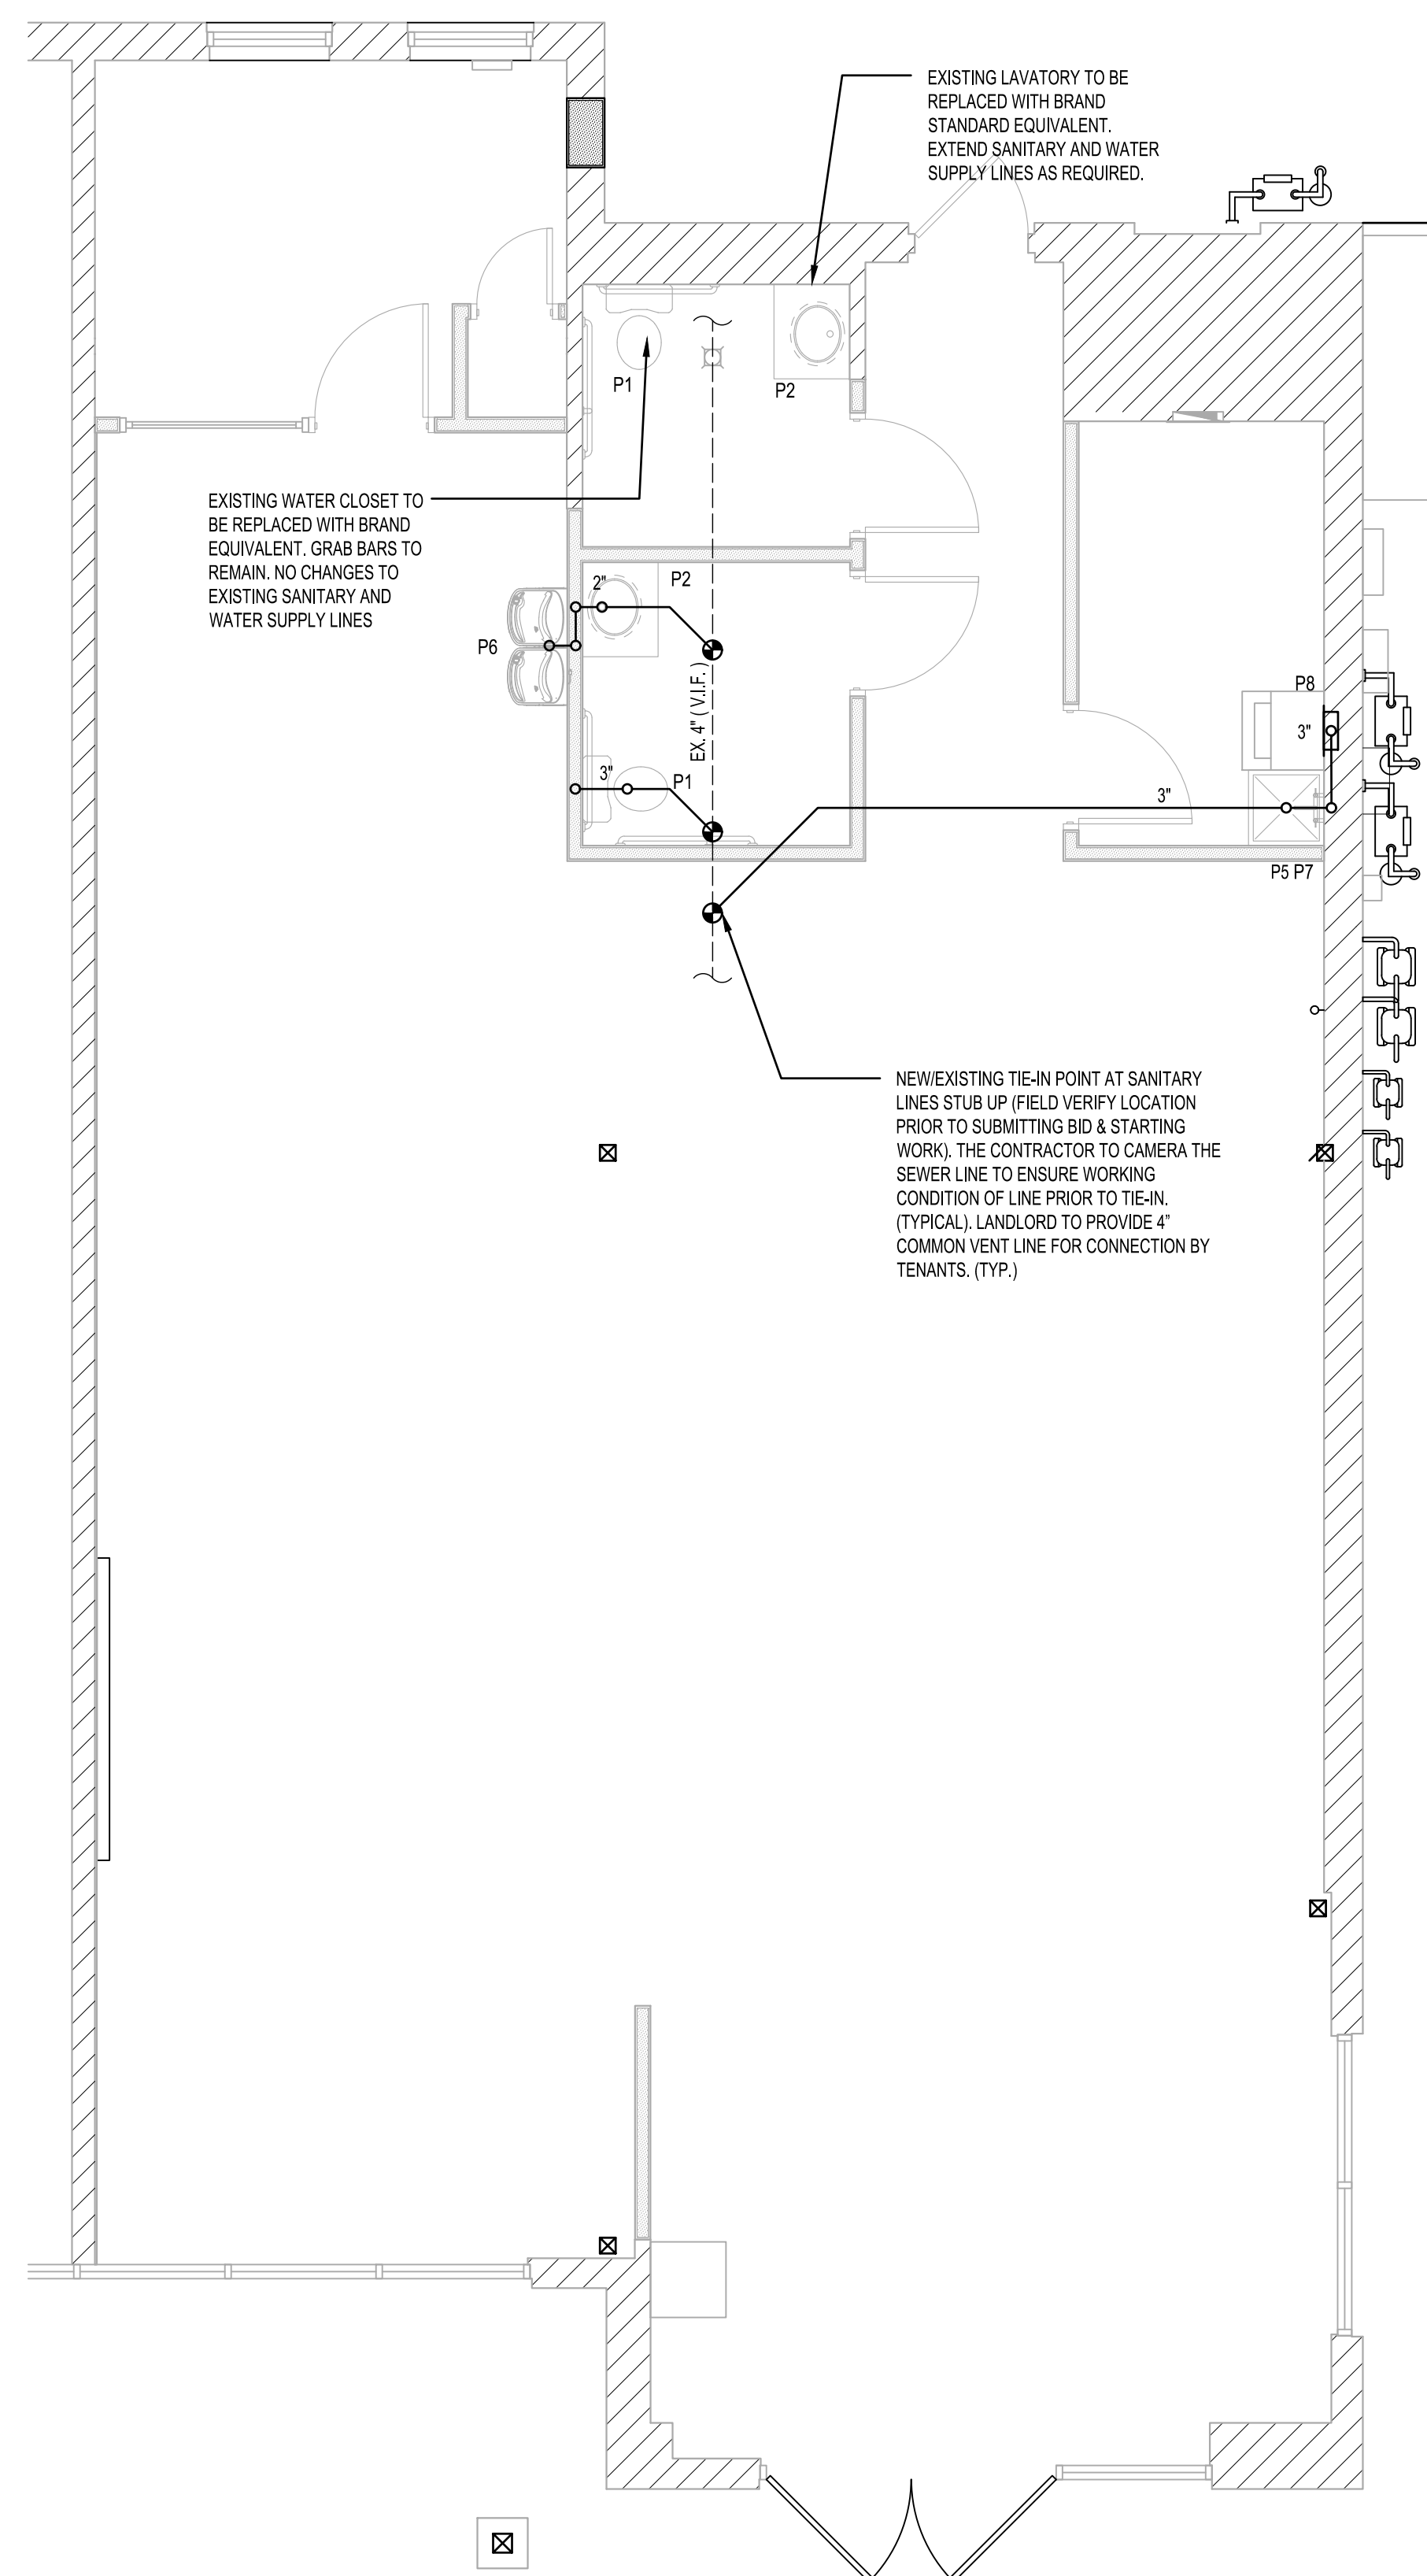 EXISTING LAVATORY TO BE
REPLACED WITH BRAND
STANDARD EQUIVALENT.
EXTEND SANITARY AND WATER
SUPPLY LINES AS REQUIRED.
P1
P2
EXISTING WATER CLOSET TO
BE REPLACED WITH BRAND
EQUIVALENT. GRAB BARS TO
REMAIN. NO CHANGES TO
EXISTING SANITARY AND
WATER SUPPLY LINES
2"
P2
P6
EX. 4" ( V.I.F. )
P8
3"
3"
P1
3"
P5 P7
NEW/EXISTING TIE-IN POINT AT SANITARY
LINES STUB UP (FIELD VERIFY LOCATION
PRIOR TO SUBMITTING BID & STARTING
WORK). THE CONTRACTOR TO CAMERA THE
SEWER LINE TO ENSURE WORKING
CONDITION OF LINE PRIOR TO TIE-IN.
(TYPICAL). LANDLORD TO PROVIDE 4”
COMMON VENT LINE FOR CONNECTION BY
TENANTS. (TYP.)